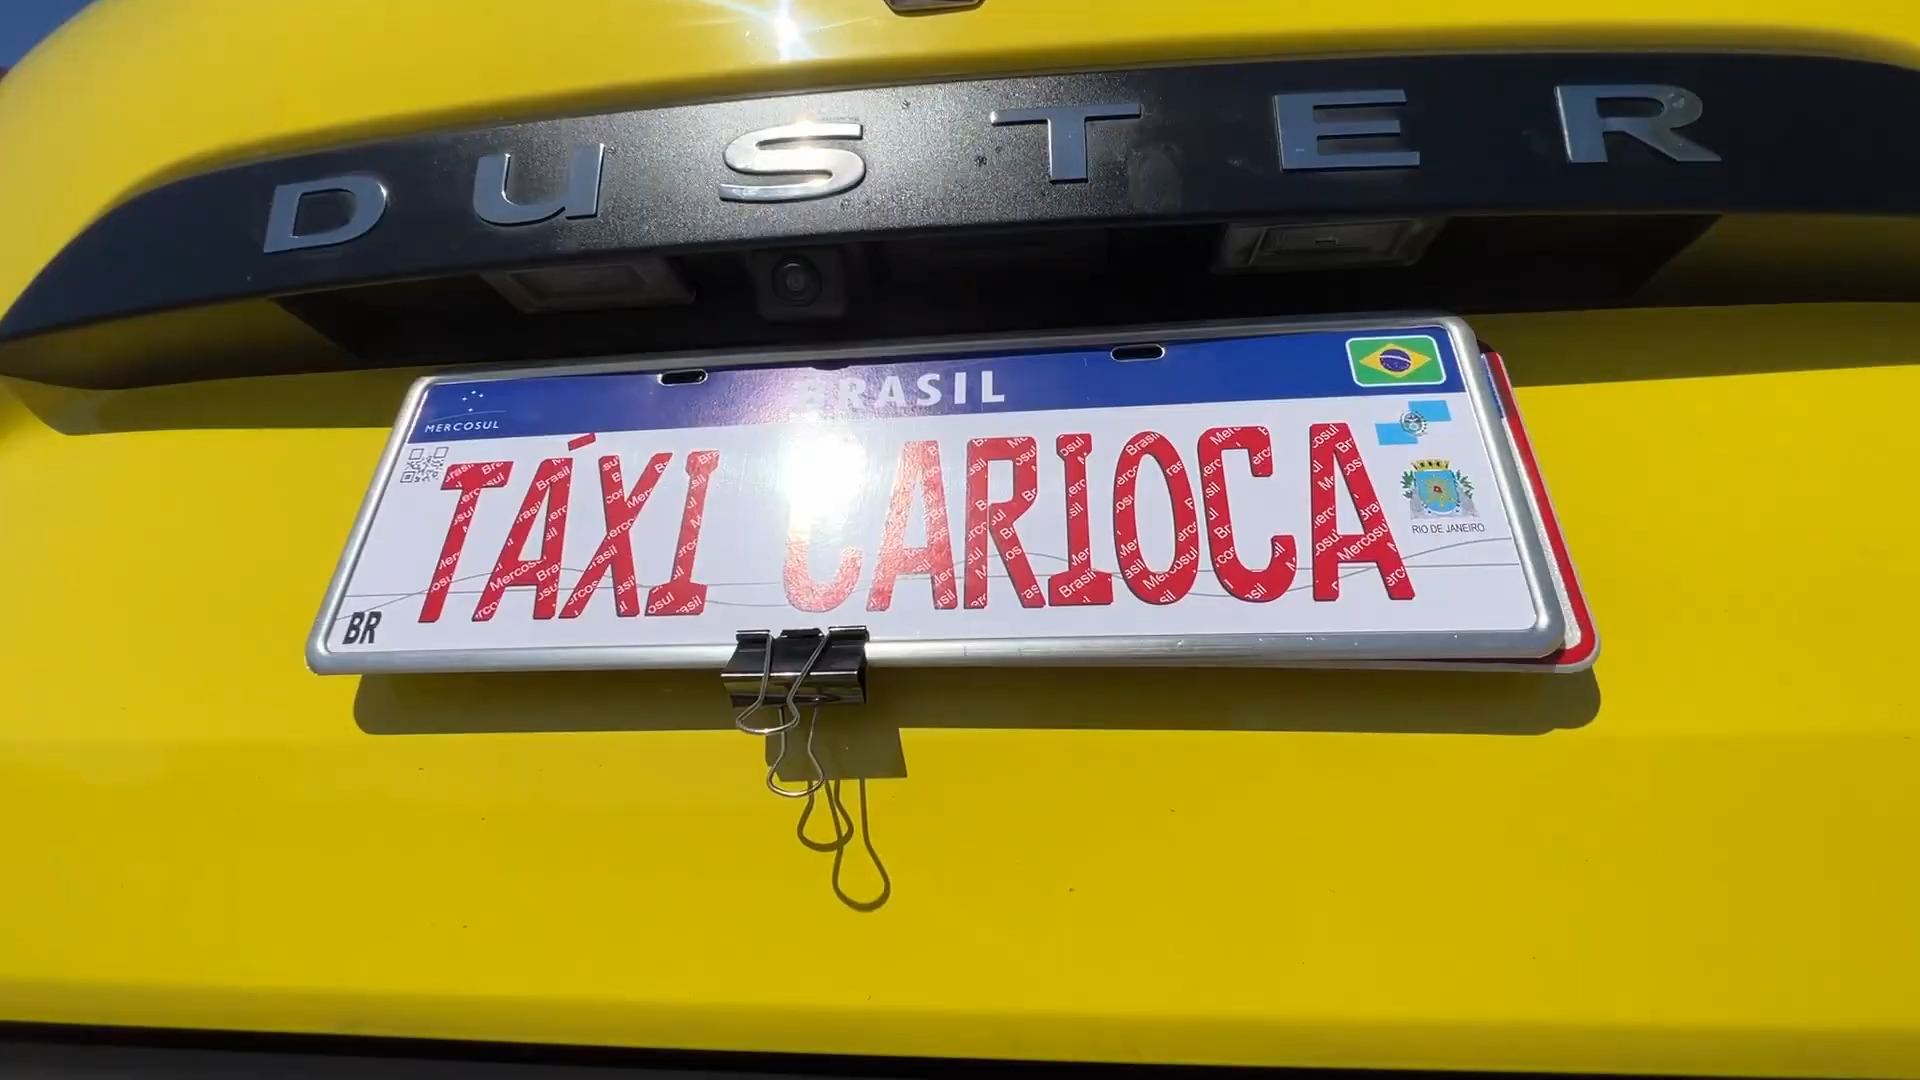 DUSTER
BRASIL
MERCOSUL
TÁXI CARIOCA
RIO DE JANEIRO
BR